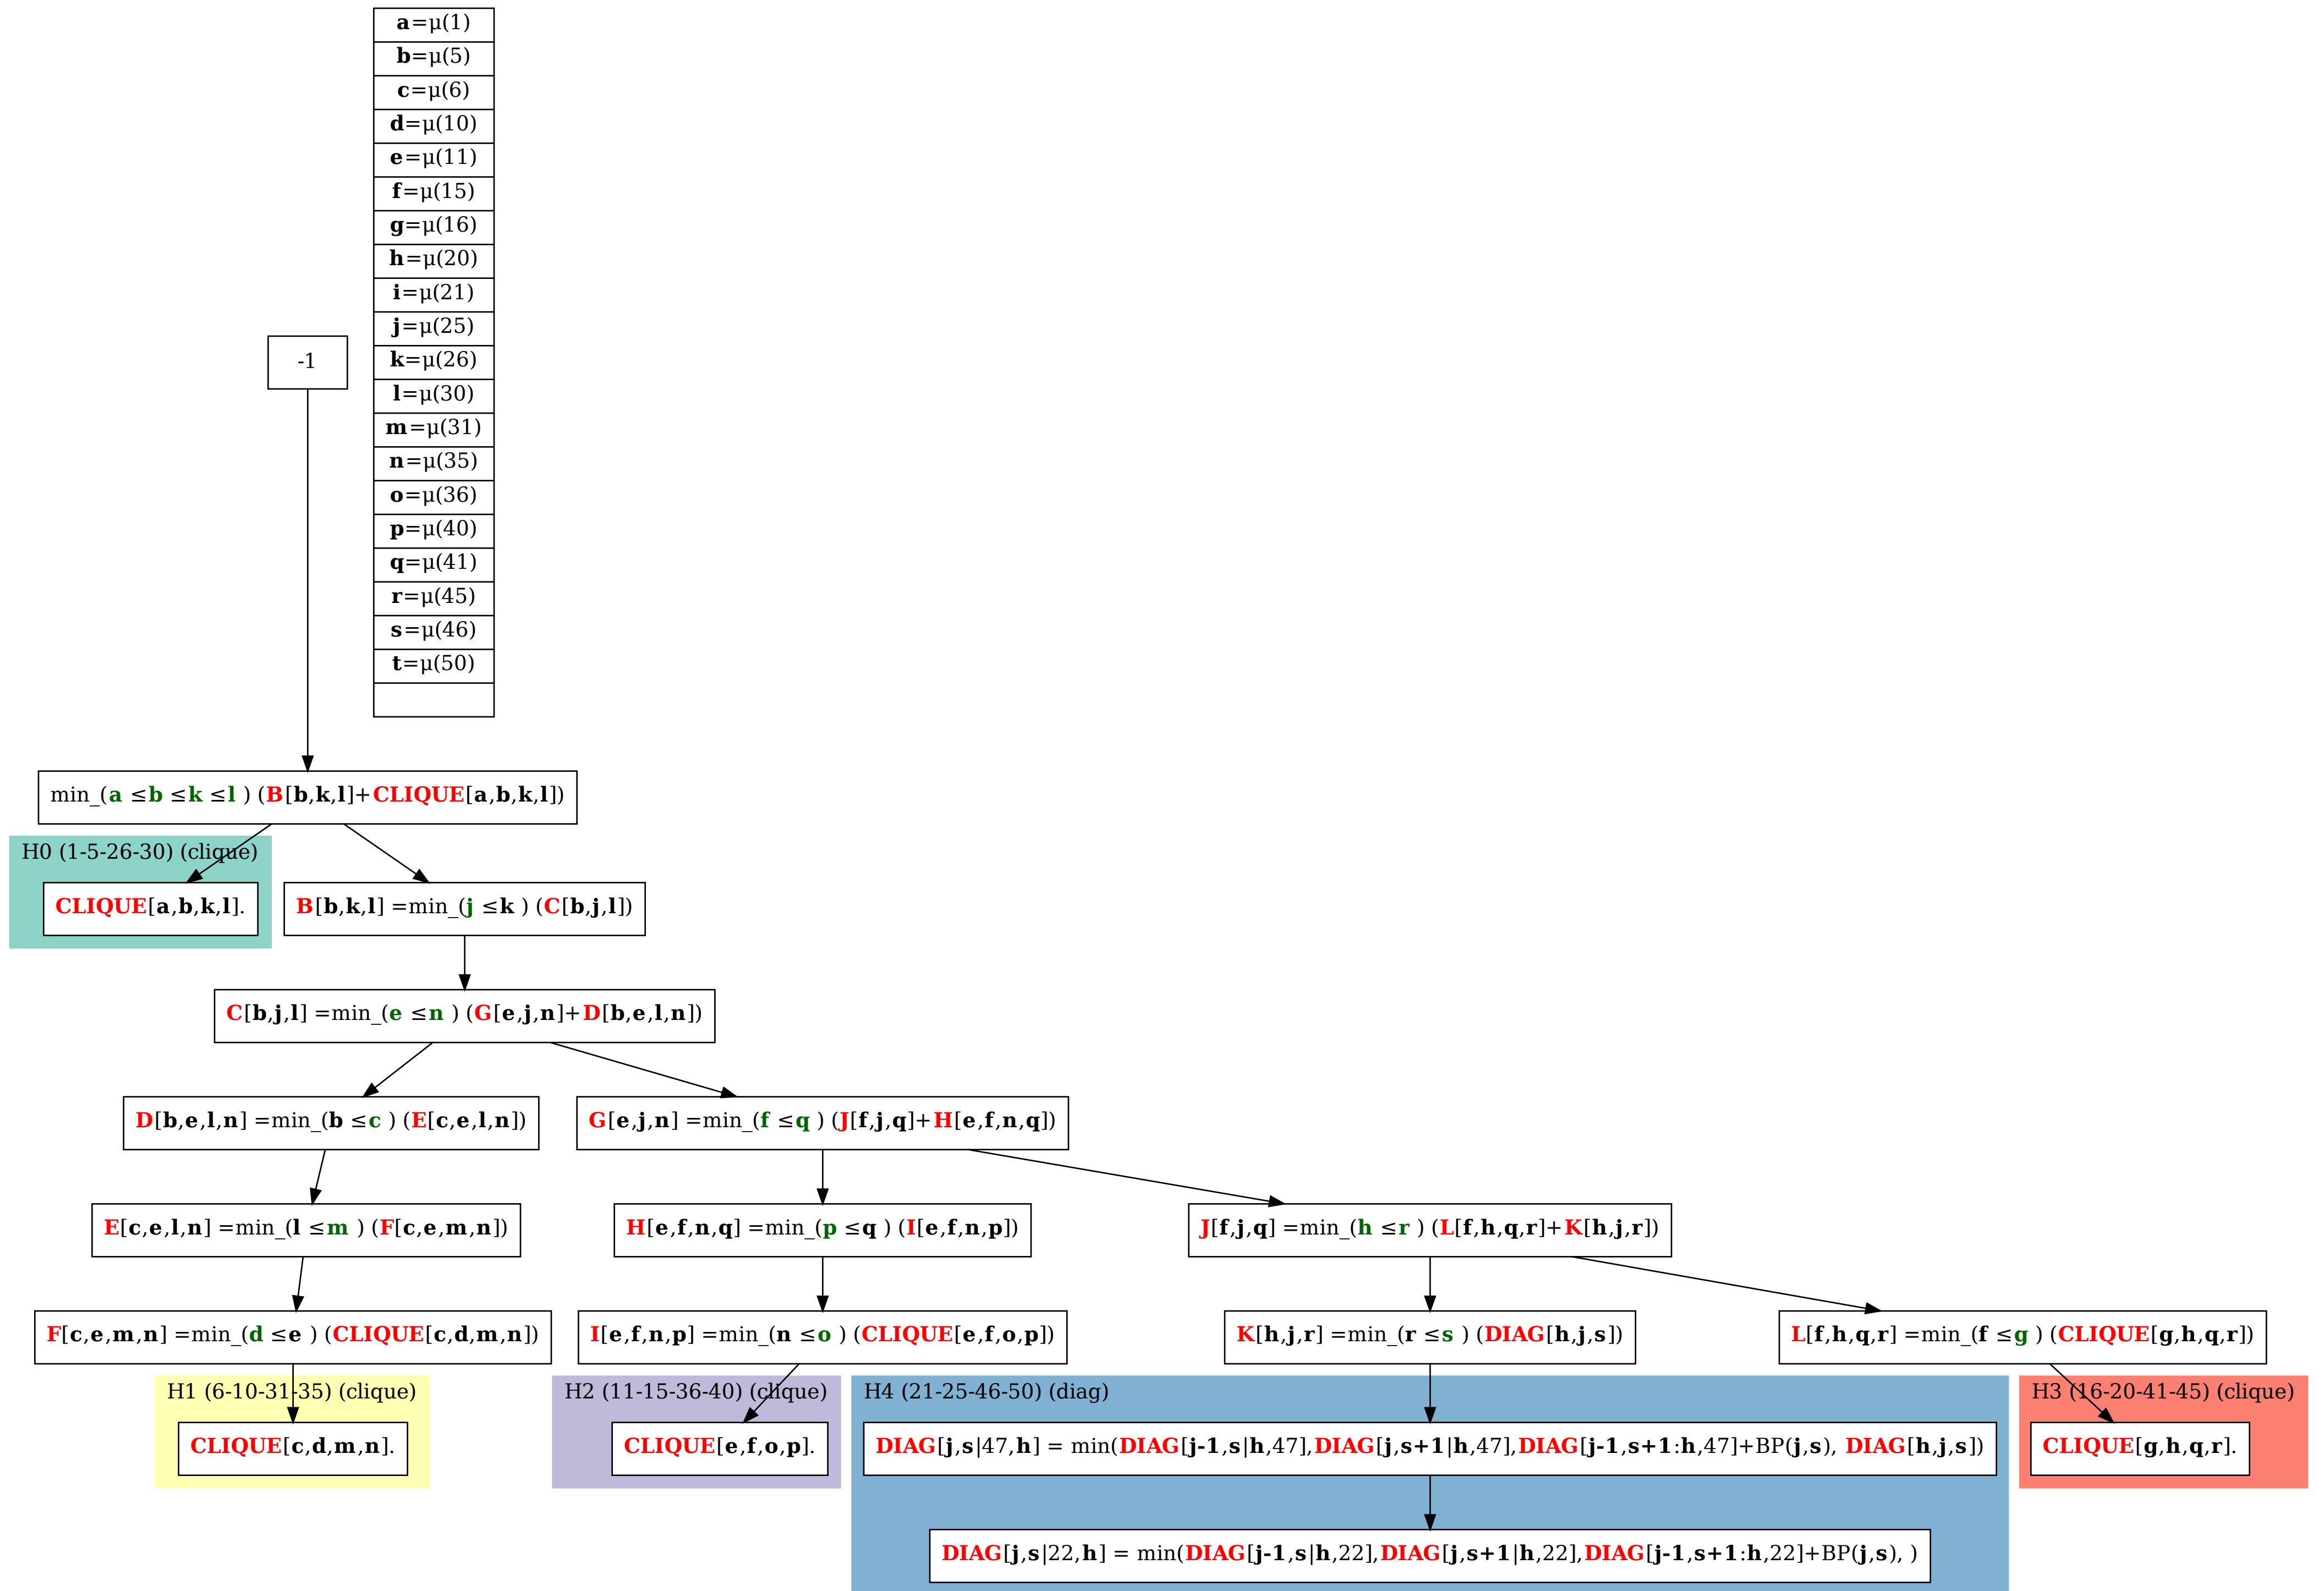 a=µ(1)
b=µ(5)
c=µ(6)
d=µ(10)
e=µ(11)
f=µ(15)
g=µ(16)
h=µ(20)
i=µ(21)
j=µ(25)
k=µ(26)
l=µ(30)
m=µ(31)
n=µ(35)
o=µ(36)
p=µ(40)
q=µ(41)
r=µ(45)
s=µ(46)
t=µ(50)
-1
min_(a ≤b ≤k ≤l ) (B[b,k,l]+CLIQUE[a,b,k,l])
H0 (1-5-26-30) (clique)
CLIQUE[a,b,k,l].
B[b,k,l] =min_(j ≤k ) (C[b,j,l])
C[b,j,l] =min_(e ≤n ) (G[e,j,n]+D[b,e,l,n])
D[b,e,l,n] =min_(b ≤c ) (E[c,e,l,n])
G[e,j,n] =min_(f ≤q ) (J[f,j,q]+H[e,f,n,q])
E[c,e,l,n] =min_(l ≤m ) (F[c,e,m,n])
H[e,f,n,q] =min_(p ≤q ) (I[e,f,n,p])
J[f,j,q] =min_(h ≤r ) (L[f,h,q,r]+K[h,j,r])
F[c,e,m,n] =min_(d ≤e ) (CLIQUE[c,d,m,n])
I[e,f,n,p] =min_(n ≤o ) (CLIQUE[e,f,o,p])
K[h,j,r] =min_(r ≤s ) (DIAG[h,j,s])
L[f,h,q,r] =min_(f ≤g ) (CLIQUE[g,h,q,r])
H1 (6-10-31-35) (clique)
CLIQUE[c,d,m,n].
H2 (11-15-36-40) (clique)
CLIQUE[e,f,o,p].
H4 (21-25-46-50) (diag)
DIAG[j,s|47,h] = min(DIAG[j-1,s|h,47],DIAG[j,s+1|h,47],DIAG[j-1,s+1:h,47]+BP(j,s), DIAG[h,j,s])
DIAG[j,s|22,h] = min(DIAG[j-1,s|h,22],DIAG[j,s+1|h,22],DIAG[j-1,s+1:h,22]+BP(j,s), )
H3 (16-20-41-45) (clique)
CLIQUE[g,h,q,r].